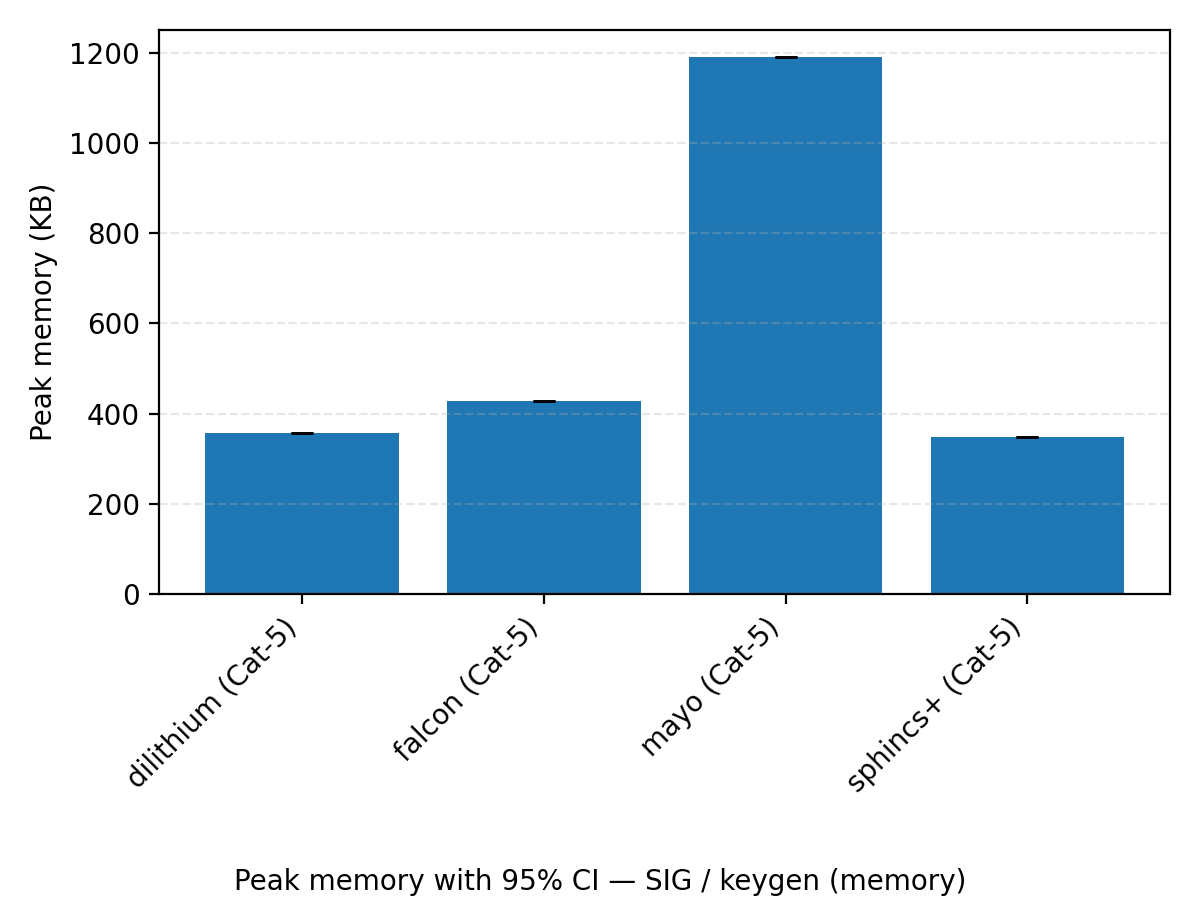 1200
1000
800
600
400
200
0
Peak memory (KB)
dilithium (Cat-5)
falcon (Cat-5)
mayo (Cat-5)
sphincs+ (Cat-5)
Peak memory with 95% CI — SIG / keygen (memory)